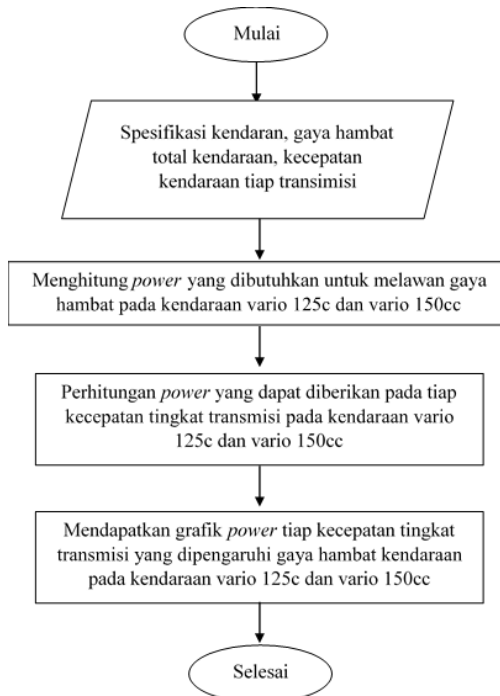 Mulai
Spesifikasi kendaran, gaya hambat
total kendaraan, kecepatan
kendaraan tiap transimisi
Menghitung power yang dibutuhkan untuk melawan gaya
hambat pada kendaraan vario 125c dan vario 150cc
Perhitungan power yang dapat diberikan pada tiap
kecepatan tingkat transmisi pada kendaraan vario
125c dan vario 150cc
Mendapatkan grafik power tiap kecepatan tingkat
transmisi yang dipengaruhi gaya hambat kendaraan
pada kendaraan vario 125c dan vario 150cc
Selesai